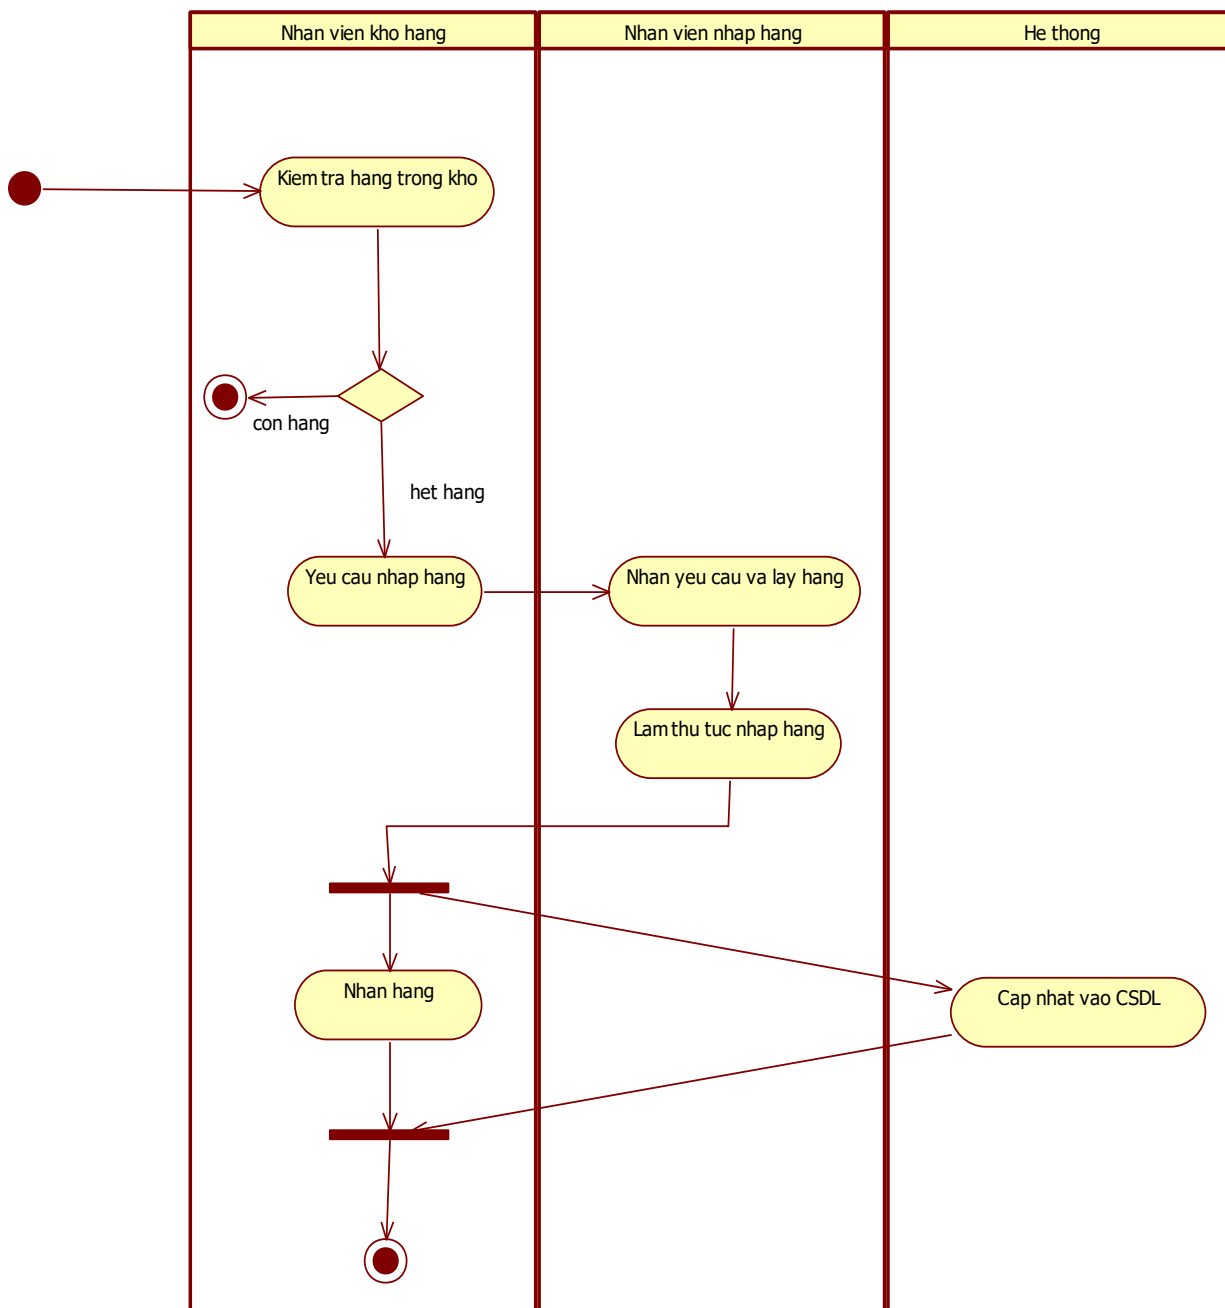 Nhan vien kho hang
Nhan vien nhap hang
He thong
Kiem tra hang trong kho
con hang
het hang
Yeu cau nhap hang
Nhan yeu cau va lay hang
Lam thu tuc nhap hang
Nhan hang
Cap nhat vao CSDL